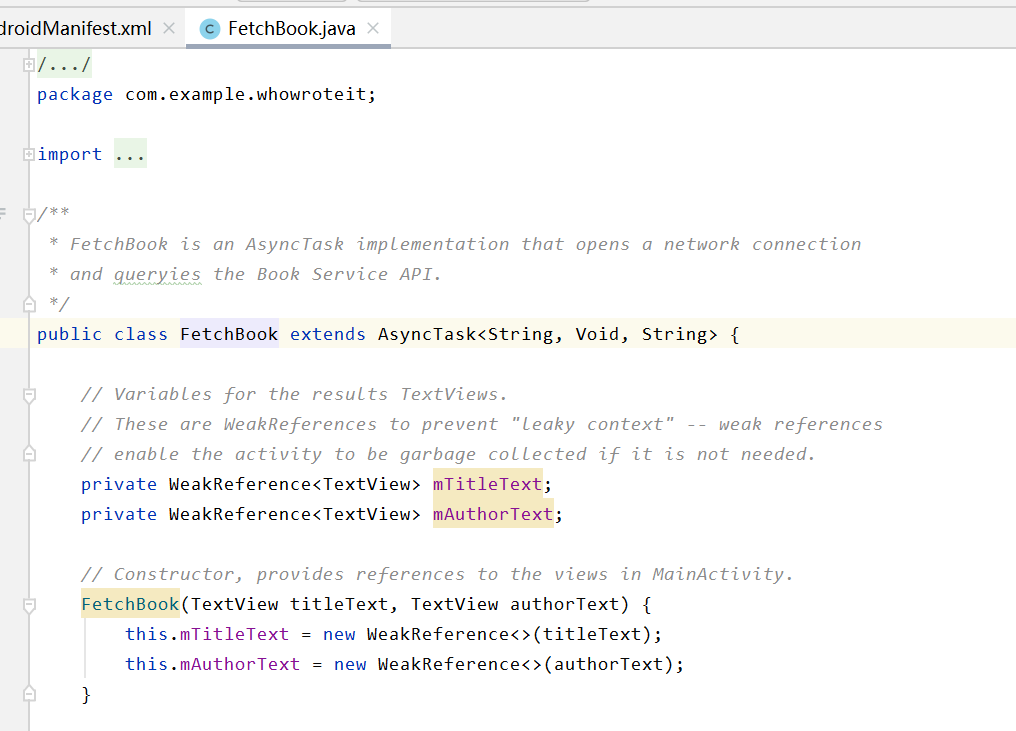 droidManifest.xml FetchBook.java
/.../
package com.example.whowroteit;
import ...
/**
* FetchBook is an AsyncTask implementation that opens a network connection
* and queryies the Book Service API.
*/
public class FetchBook extends AsyncTask<String, Void, String> {
// Variables for the results TextViews.
// These are WeakReferences to prevent "leaky context" -- weak references
// enable the activity to be garbage collected if it is not needed.
private WeakReference<TextView> mTitleText;
private WeakReference<TextView> mAuthorText;
// Constructor, provides references to the views in MainActivity.
FetchBook(TextView titleText, TextView authorText) {
this.mTitleText = new WeakReference<>(titleText);
this.mAuthorText = new WeakReference<>(authorText);
}